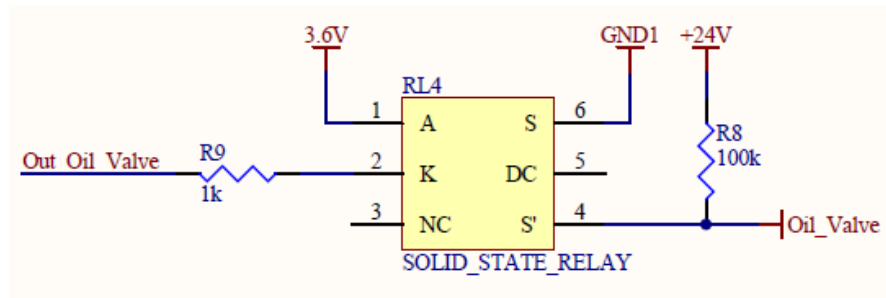 3.6V
GND1
+24V
RL4
1
A
S
6
R9
R8
100k
Out_Oil_Valve
1k
2
K
DC
5
3
NC
S'
4
Oil_Valve
SOLID_STATE_RELAY